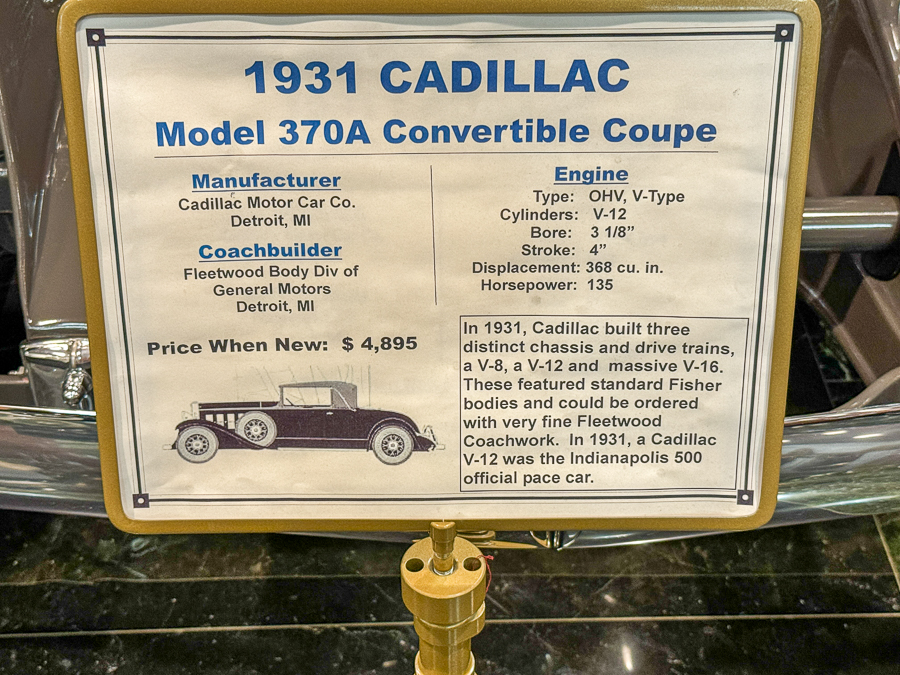 1931 CADILLAC
Model 370A Convertible Coupe
Manufacturer
Cadillac Motor Car Co.
Detroit, MI
Coachbuilder
Fleetwood Body Div of
General Motors
Detroit, MI
Price When New: $ 4,895
Engine
Type: OHV, V-Type
Cylinders: V-12
Bore: 3 1/8”
Stroke: 4”
Displacement: 368 cu. in.
Horsepower: 135
In 1931, Cadillac built three
distinct chassis and drive trains,
a V-8, a V-12 and massive V-16.
These featured standard Fisher
bodies and could be ordered
with very fine Fleetwood
Coachwork. In 1931, a Cadillac
V-12 was the Indianapolis 500
official pace car.